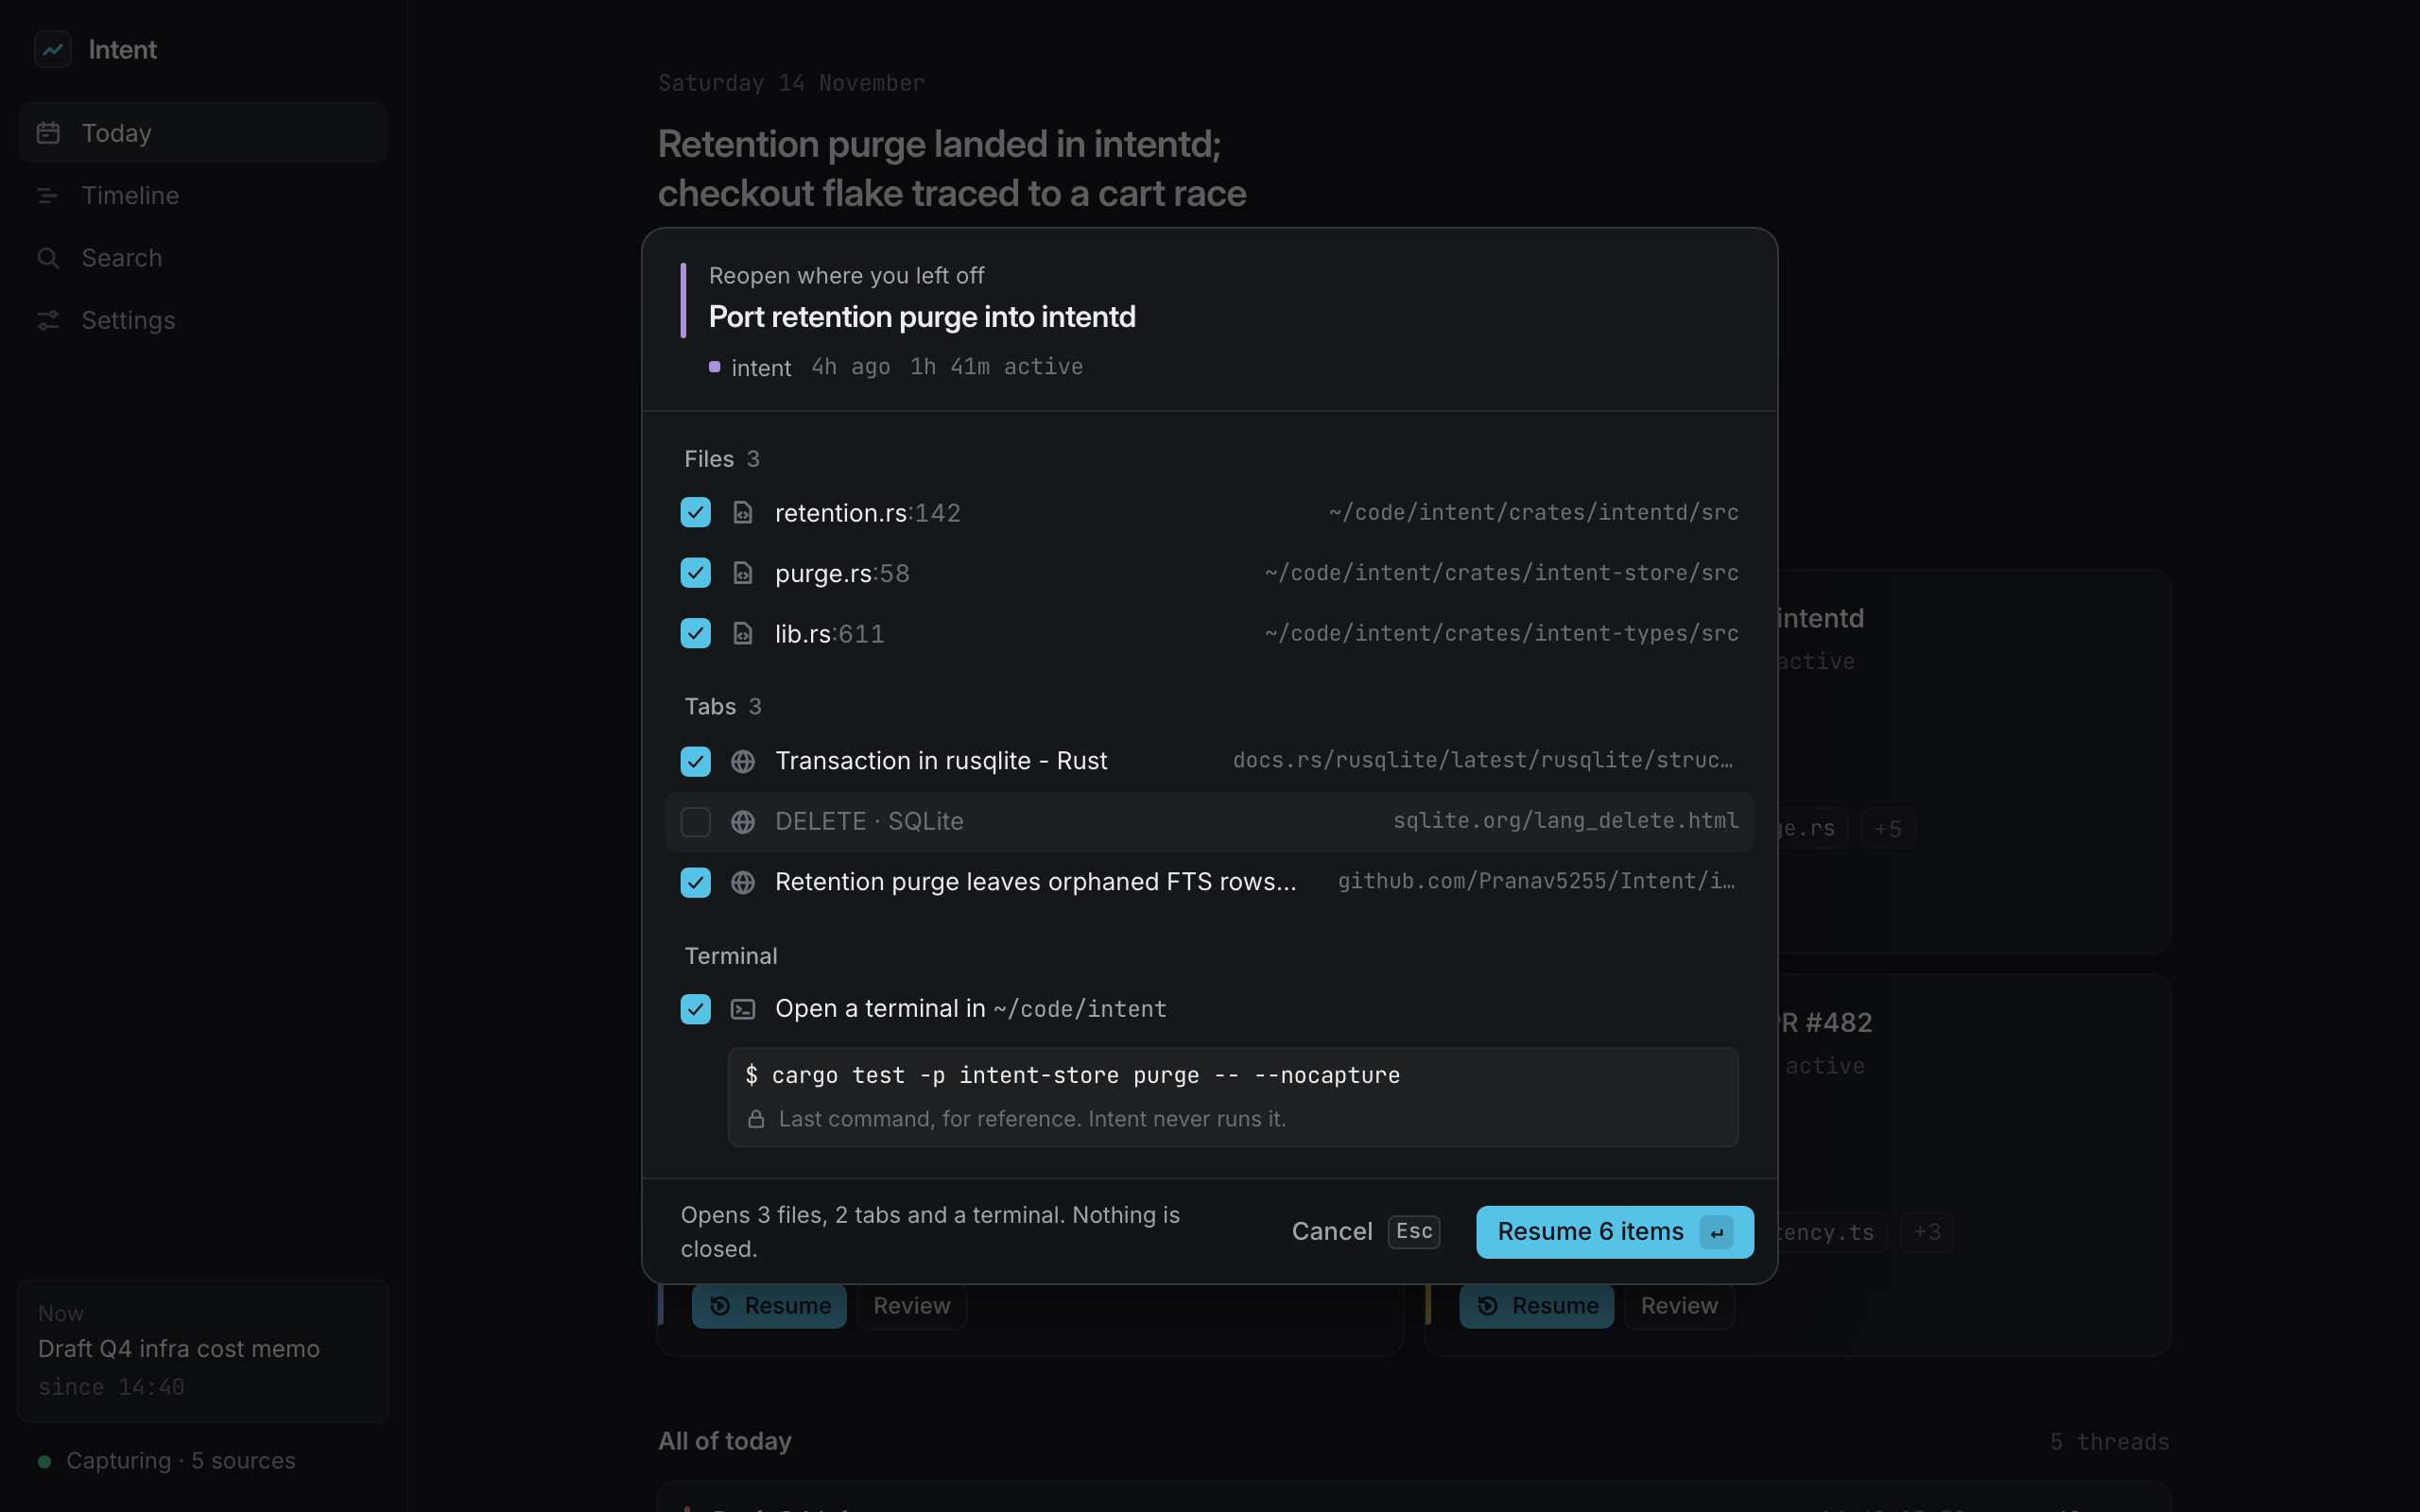 Intent
Today
Timeline
Search
Settings
Now
Draft Q4 infra cost memo
since 14:40
Capturing · 5 sources
Saturday 14 November
Retention purge landed in intentd;
checkout flake traced to a cart race
Reopen where you left off
Port retention purge into intentd
intent 4h ago 1h 41m active
Files 3
retention.rs:142 ~/code/intent/crates/intentd/src
purge.rs:58 ~/code/intent/crates/intent-store/src
lib.rs:611 ~/code/intent/crates/intent-types/src
Tabs 3
Transaction in rusqlite - Rust docs.rs/rusqlite/latest/rusqlite/struc…
DELETE · SQLite sqlite.org/lang_delete.html
Retention purge leaves orphaned FTS rows… github.com/Pranav5255/Intent/i…
Terminal
Open a terminal in ~/code/intent
$ cargo test -p intent-store purge -- --nocapture
Last command, for reference. Intent never runs it.
Opens 3 files, 2 tabs and a terminal. Nothing is
closed.
Cancel Esc
Resume 6 items ↵
intentd
active
+5
#482
active
+3
Resume Review
Resume Review
All of today 5 threads